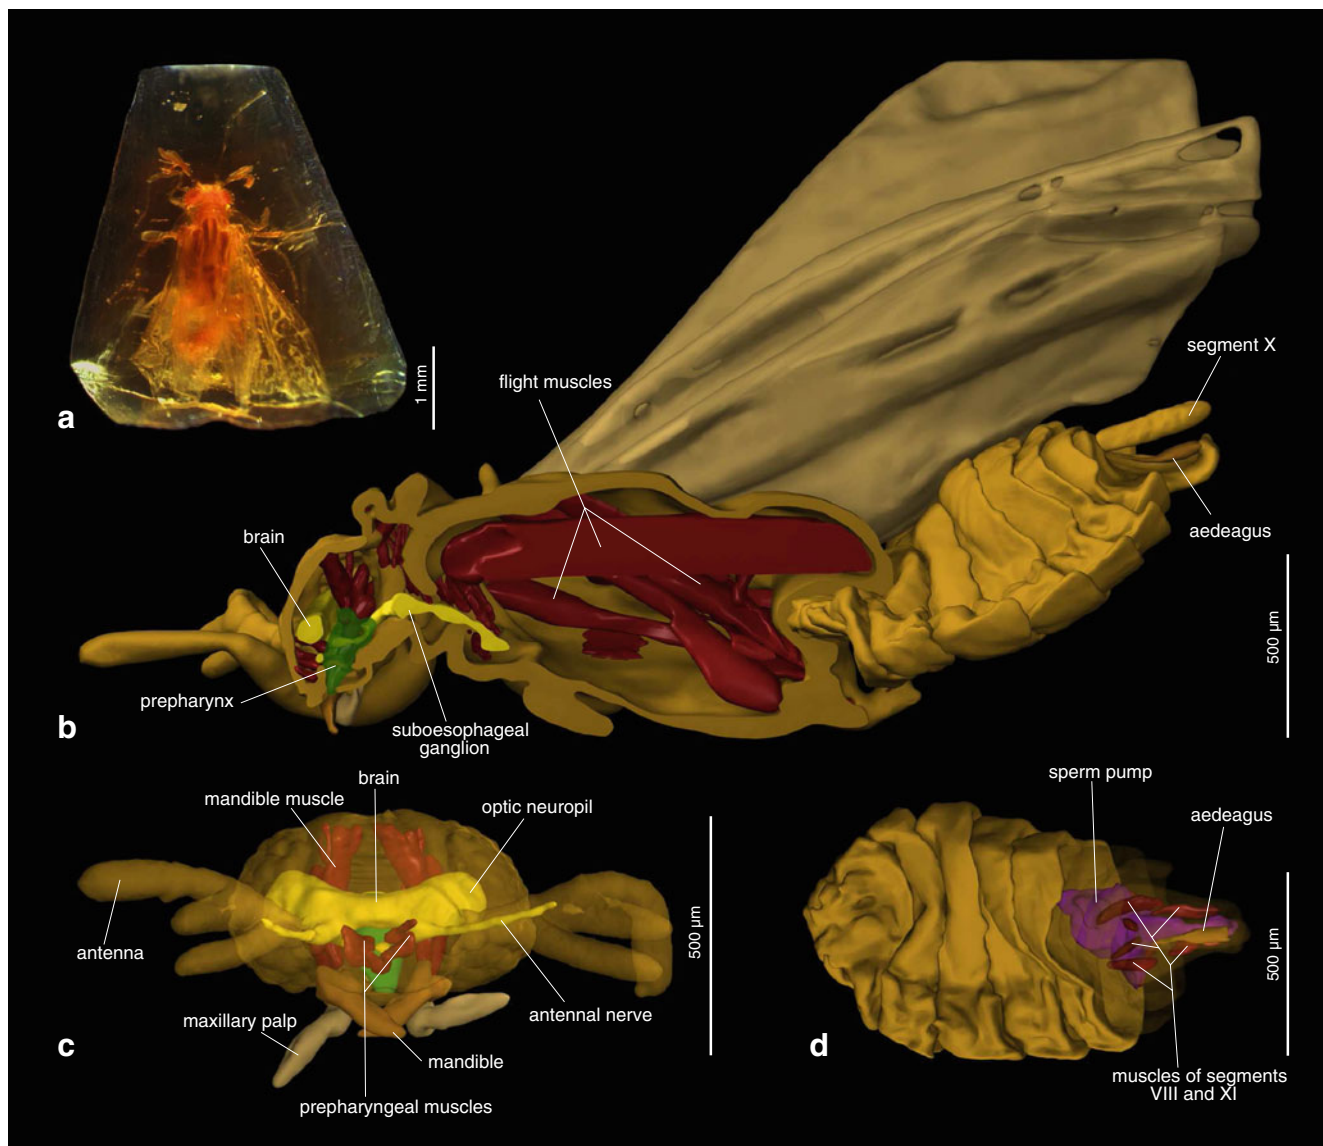 a
1 mm
flight muscles
segment X
aedeagus
brain
prepharynx
suboesophageal
ganglion
500 µm
b
brain
mandible muscle
optic neuropil
antenna
maxillary palp
antennal nerve
mandible
prepharyngeal muscles
500 µm
c
sperm pump
aedeagus
500 µm
d
muscles of segments
VIII and XI